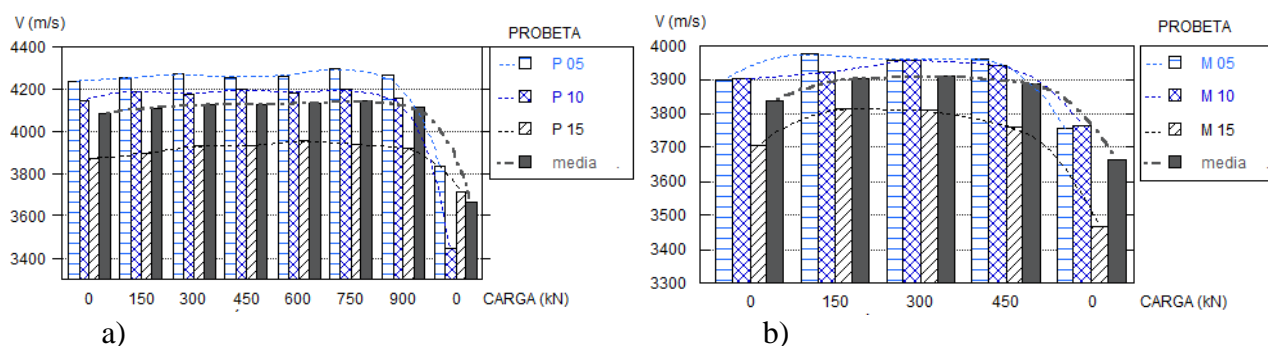 V (m/s)
4400
4200
4000
3800
3600
3400
0 150 300 450 600 750 900 0 CARGA (kN)
PROBETA
P 05
P 10
P 15
media
a)
V (m/s)
4000
3900
3800
3700
3600
3500
3400
3300
0 150 300 450 0 CARGA (kN)
PROBETA
M 05
M 10
M 15
media
b)